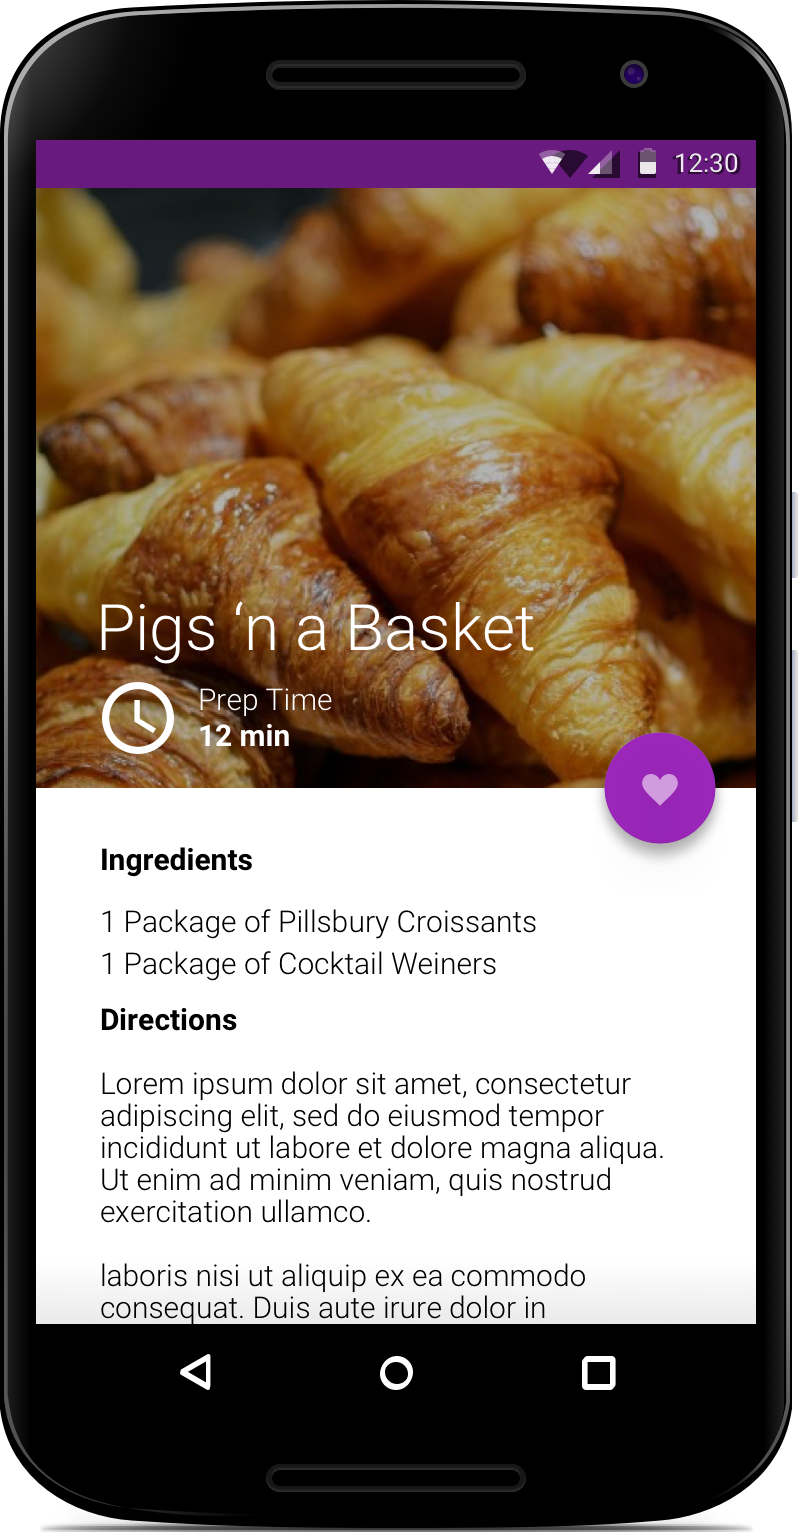 12:30
Pigs ‘n a Basket
Prep Time
12 min
Ingredients
1 Package of Pillsbury Croissants
1 Package of Cocktail Weiners
Directions
Lorem ipsum dolor sit amet, consectetur
adipiscing elit, sed do eiusmod tempor
incididunt ut labore et dolore magna aliqua.
Ut enim ad minim veniam, quis nostrud
exercitation ullamco.
laboris nisi ut aliquip ex ea commodo
consequat. Duis aute irure dolor in